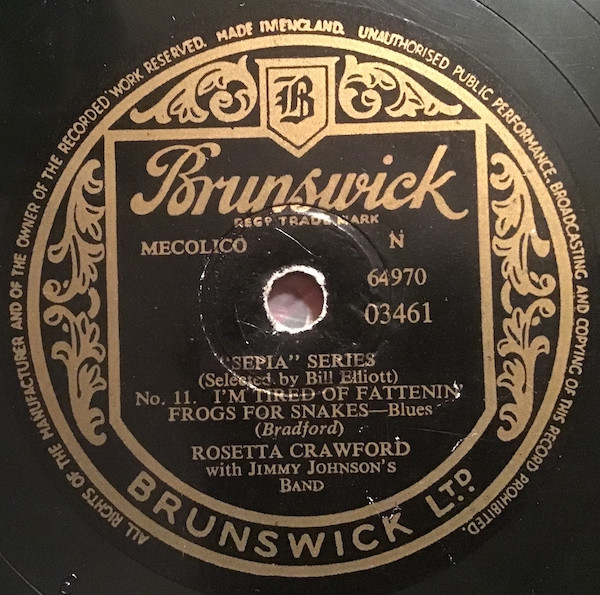 ALL RIGHTS OF THE MANUFACTURER AND OF THE OWNER OF THE RECORDED WORK RESERVED. MADE IN ENGLAND. UNAUTHORISED PUBLIC PERFORMANCE, BROADCASTING AND COPYING OF THIS RECORD PROHIBITED.
B
Brunswick
REGD TRADE MARK
MECOLICO N
64970
03461
"SEPIA" SERIES
(Selected by Bill Elliott)
No. 11. I'M TIRED OF FATTENIN
FROGS FOR SNAKES—Blues
(Bradford)
ROSETTA CRAWFORD
with JIMMY JOHNSON'S
BAND
BRUNSWICK LTD.